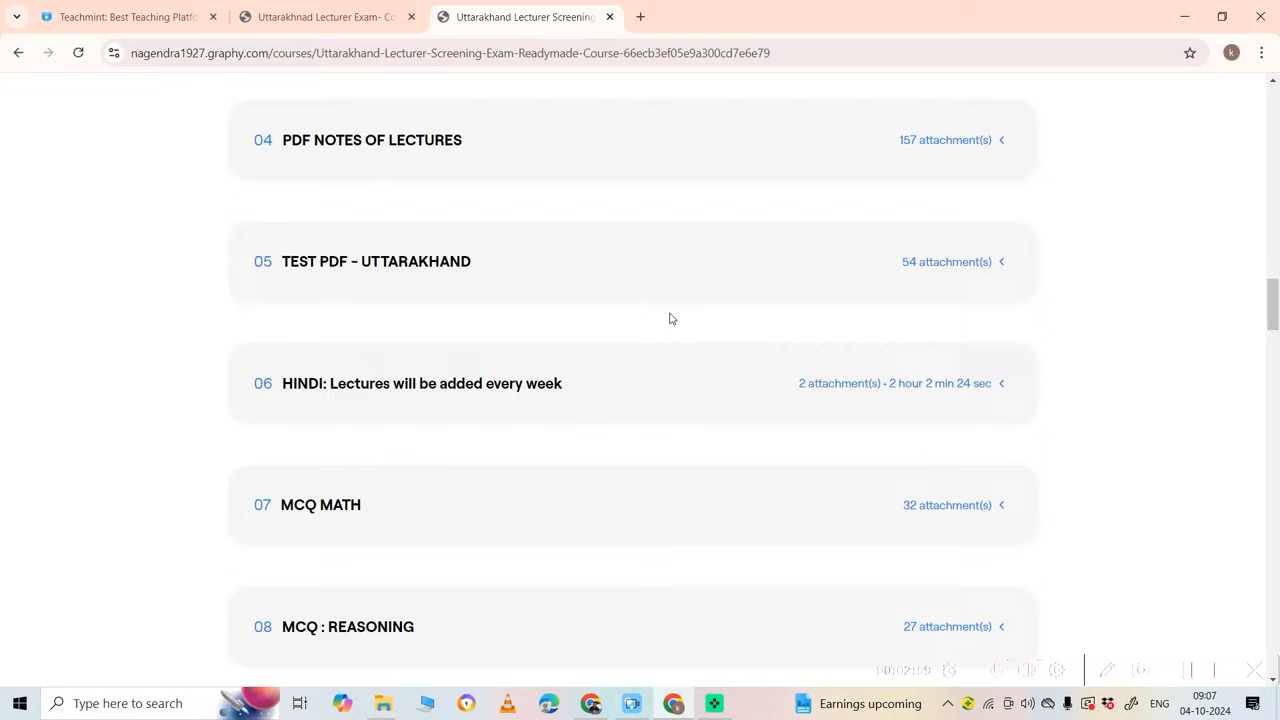 Teachmint: Best Teaching Platfo
Uttarakhnad Lecturer Exam- Co
Uttarakhand Lecturer Screening
nagendra1927.graphy.com/courses/Uttarakhand-Lecturer-Screening-Exam-Readymade-Course-66ecb3ef05e9a300cd7e6e79
k
04 PDF NOTES OF LECTURES 157 attachment(s)
05 TEST PDF - UTTARAKHAND 54 attachment(s)
06 HINDI: Lectures will be added every week 2 attachment(s) • 2 hour 2 min 24 sec
07 MCQ MATH 32 attachment(s)
08 MCQ : REASONING 27 attachment(s)
00:02:59
Type here to search
Earnings upcoming
ENG
09:07
04-10-2024